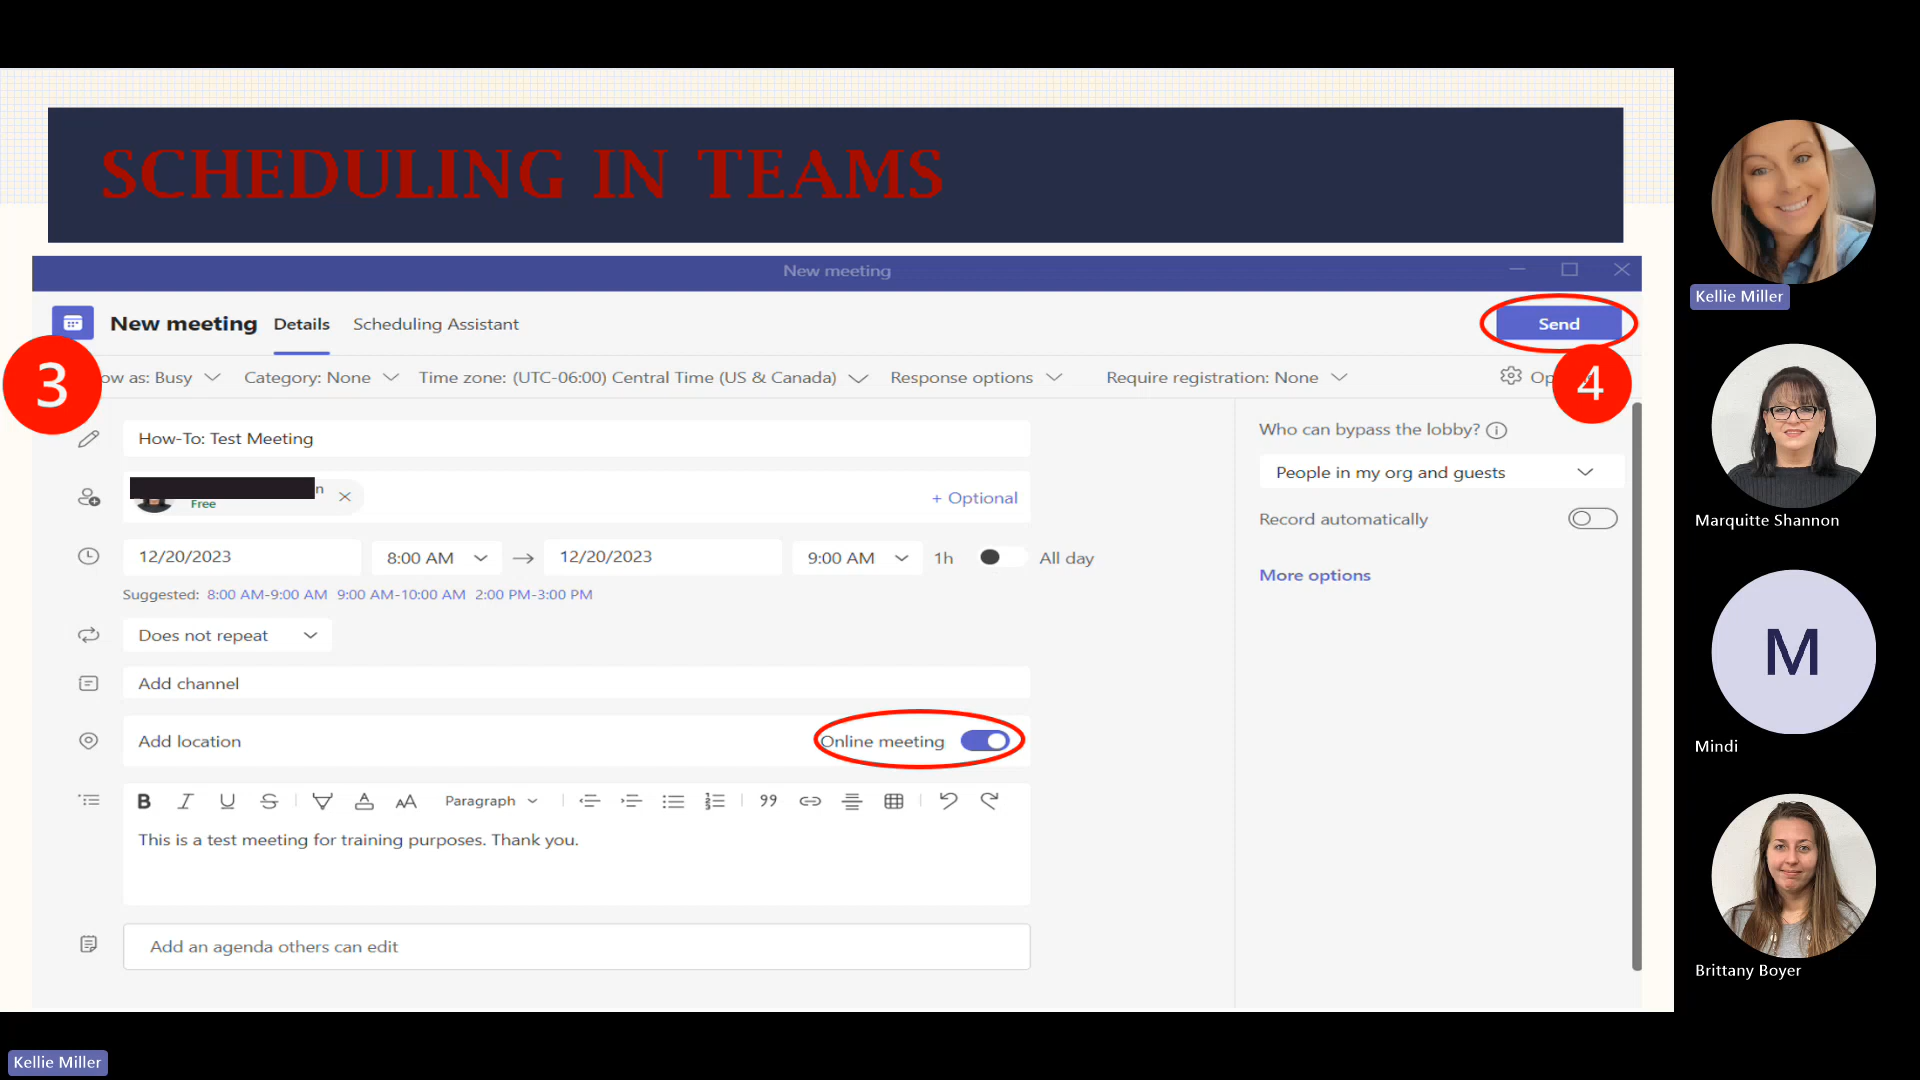 SCHEDULING IN TEAMS
New meeting
New meeting Details Scheduling Assistant Send
3 ow as: Busy Category: None Time zone: (UTC-06:00) Central Time (US & Canada) Response options Require registration: None Op 4
How-To: Test Meeting
n
Free
+ Optional
12/20/2023 8:00 AM → 12/20/2023 9:00 AM 1h All day
Suggested: 8:00 AM-9:00 AM 9:00 AM-10:00 AM 2:00 PM-3:00 PM
Does not repeat
Add channel
Add location Online meeting
B I U S A AA Paragraph 99
This is a test meeting for training purposes. Thank you.
Add an agenda others can edit
Who can bypass the lobby?
People in my org and guests
Record automatically
More options
Kellie Miller
Marquitte Shannon
M
Mindi
Brittany Boyer
Kellie Miller